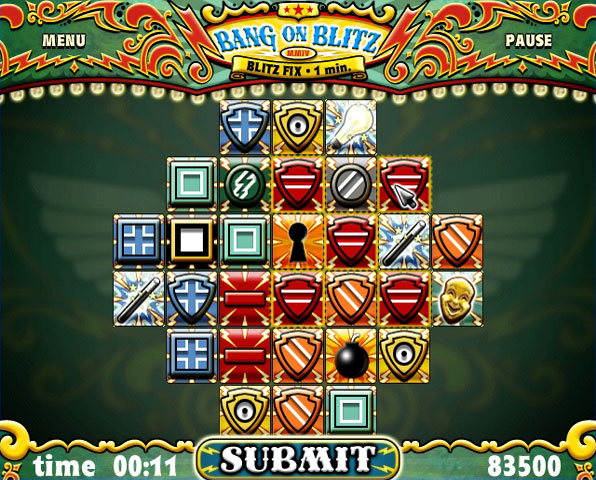 MENU
BANG ON BLITZ
PAUSE
MMIV
BLITZ FIX • 1 min.
time 00:11
SUBMIT
83500